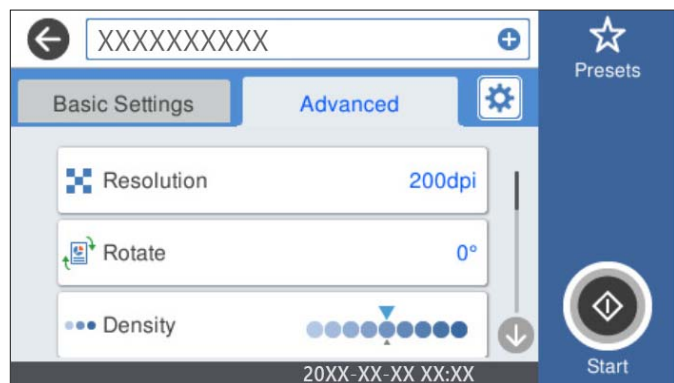 XXXXXXXXXX
Presets
Basic Settings
Advanced
Resolution
200dpi
Rotate
0°
Density
20XX-XX-XX XX:XX
Start